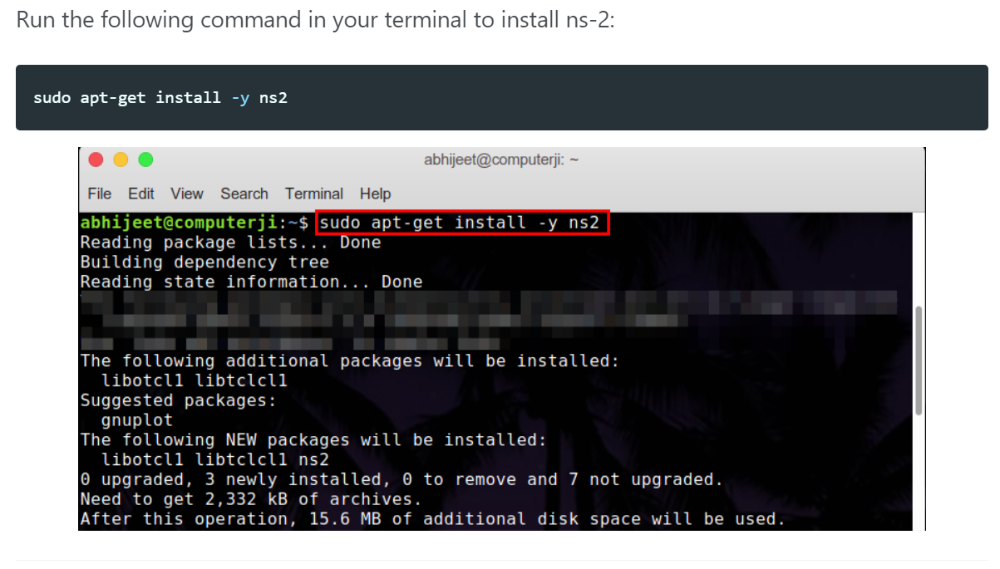 Run the following command in your terminal to install ns-2:
sudo apt-get install -y ns2
abhijeet@computerji: ~
File Edit View Search Terminal Help
abhijeet@computerji:~$ sudo apt-get install -y ns2
Reading package lists... Done
Building dependency tree
Reading state information... Done
The following additional packages will be installed:
libotcl1 libtclcl1
Suggested packages:
gnuplot
The following NEW packages will be installed:
libotcl1 libtclcl1 ns2
0 upgraded, 3 newly installed, 0 to remove and 7 not upgraded.
Need to get 2,332 kB of archives.
After this operation, 15.6 MB of additional disk space will be used.